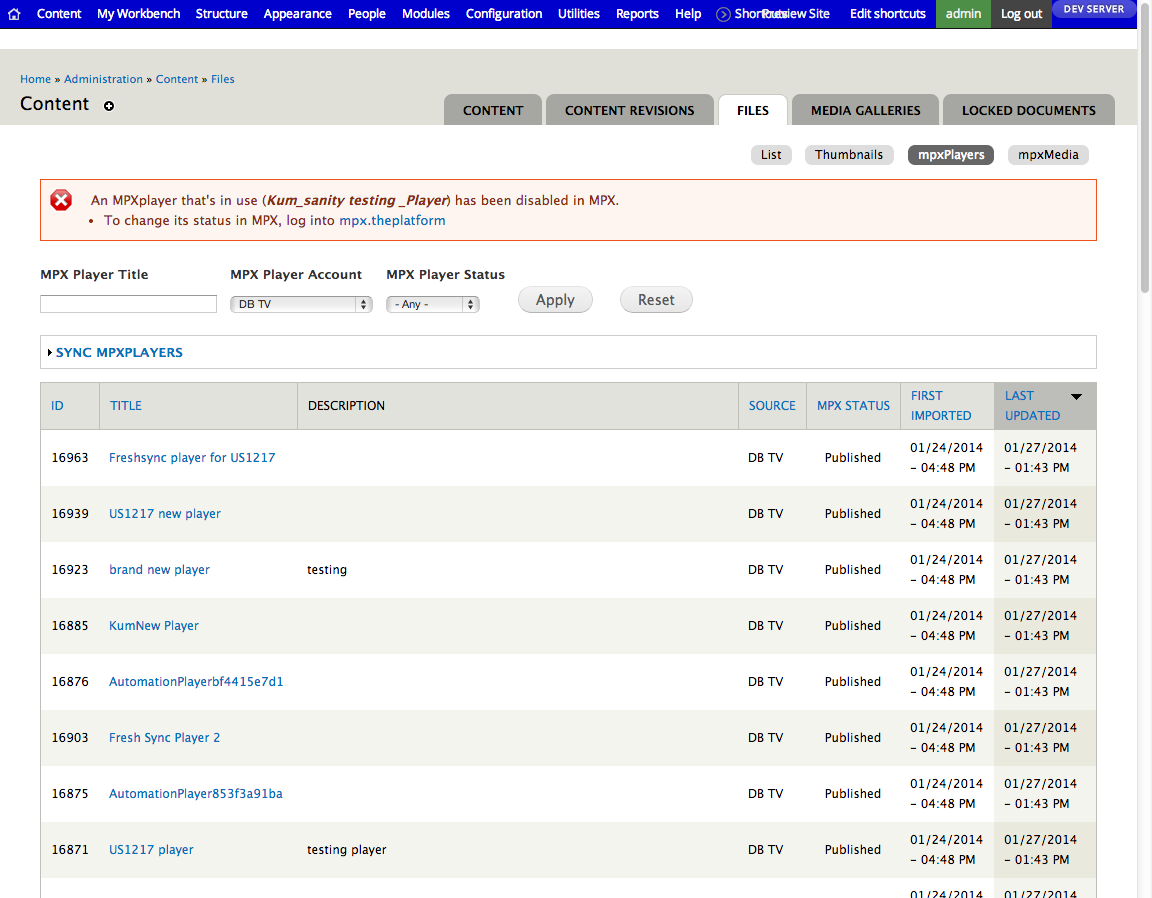 Content My Workbench Structure Appearance People Modules Configuration Utilities Reports Help Shortcuts Preview Site Edit shortcuts admin Log out DEV SERVER
Home » Administration » Content » Files
Content
CONTENT CONTENT REVISIONS FILES MEDIA GALLERIES LOCKED DOCUMENTS
List Thumbnails mpxPlayers mpxMedia
An MPXplayer that's in use (Kum_sanity testing _Player) has been disabled in MPX.
• To change its status in MPX, log into mpx.theplatform
MPX Player Title MPX Player Account MPX Player Status
DB TV - Any - Apply Reset
SYNC MPXPLAYERS
ID TITLE DESCRIPTION SOURCE MPX STATUS FIRST IMPORTED LAST UPDATED
16963 Freshsync player for US1217 DB TV Published 01/24/2014 - 04:48 PM 01/27/2014 - 01:43 PM
16939 US1217 new player DB TV Published 01/24/2014 - 04:48 PM 01/27/2014 - 01:43 PM
16923 brand new player testing DB TV Published 01/24/2014 - 04:48 PM 01/27/2014 - 01:43 PM
16885 KumNew Player DB TV Published 01/24/2014 - 04:48 PM 01/27/2014 - 01:43 PM
16876 AutomationPlayerbf4415e7d1 DB TV Published 01/24/2014 - 04:48 PM 01/27/2014 - 01:43 PM
16903 Fresh Sync Player 2 DB TV Published 01/24/2014 - 04:48 PM 01/27/2014 - 01:43 PM
16875 AutomationPlayer853f3a91ba DB TV Published 01/24/2014 - 04:48 PM 01/27/2014 - 01:43 PM
16871 US1217 player testing player DB TV Published 01/24/2014 - 04:48 PM 01/27/2014 - 01:43 PM
01/24/2014 01/27/2014